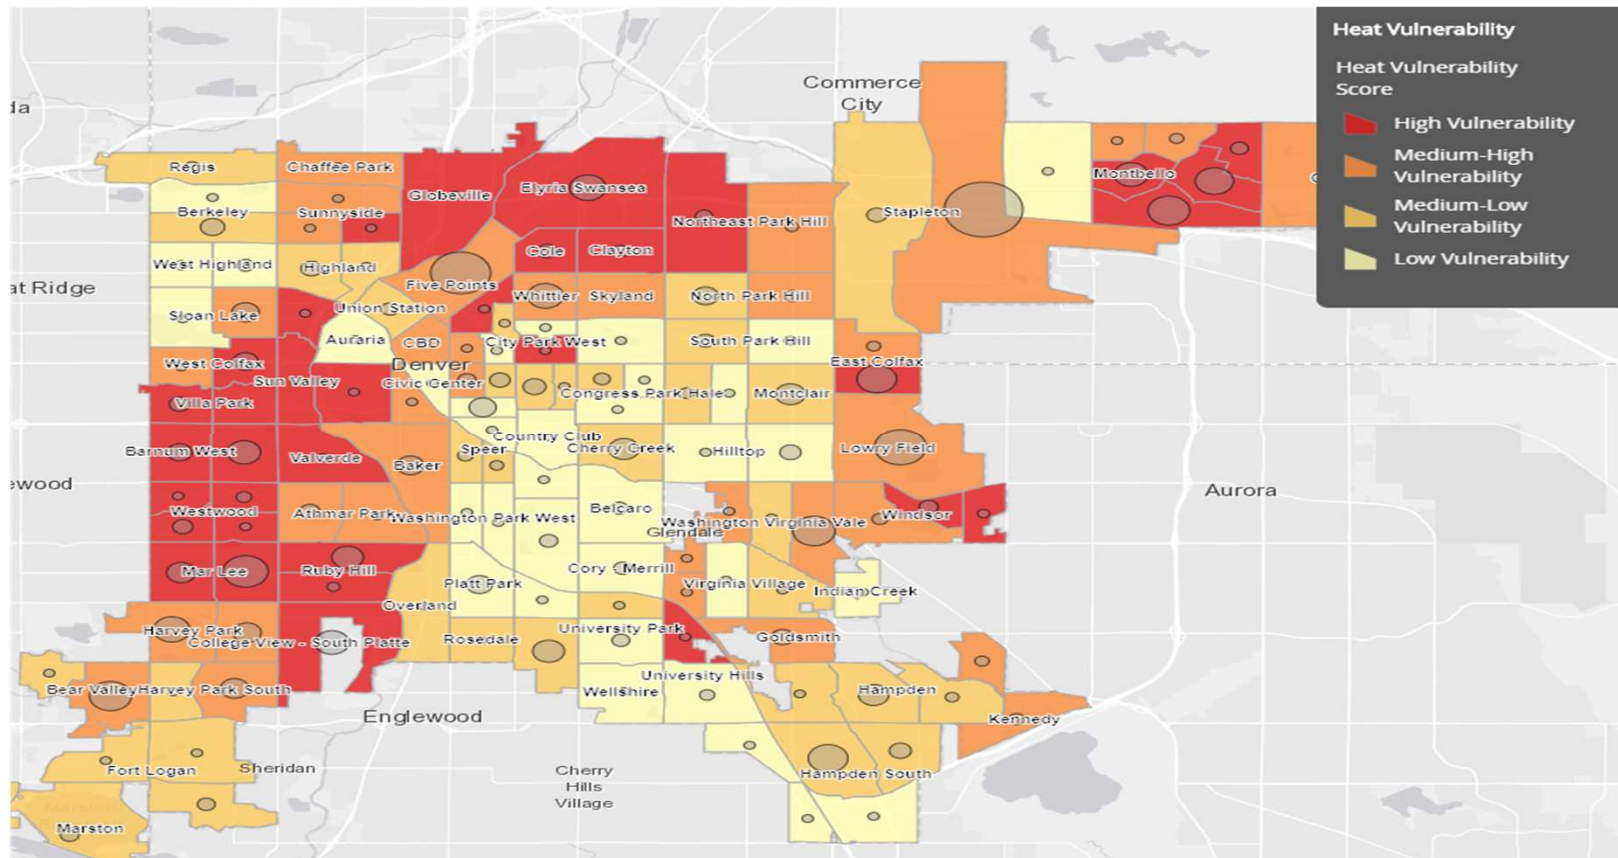 Heat Vulnerability
Heat Vulnerability
Score
High Vulnerability
Medium-High
Vulnerability
Medium-Low
Vulnerability
Low Vulnerability
Commerce
City
da
Regis
Chaffee Park
Globeville
Elyria Swansea
Montbello
Berkeley
Sunnyside
Northeast Park Hill
Stapleton
Cole
Clayton
West Highland
Highland
at Ridge
Five Points
Whittier
Skyland
North Park Hill
Union Station
Sloan Lake
Auraria
CBD
City Park West
South Park Hill
West Colfax
Denver
East Colfax
Sun Valley
Civic Center
Congress Park
Hale
Montclair
Villa Park
Country Club
Barnum West
Valverde
Baker
Speer
Cherry Creek
Hilltop
Lowry Field
ewood
Aurora
Westwood
Athmar Park
Washington Park West
Belcaro
Washington Virginia Vale
Windsor
Glendale
Mar Lee
Ruby Hill
Platt Park
Cory - Merrill
Virginia Village
Indian Creek
Overland
Harvey Park
College View - South Platte
Rosedale
University Park
Goldsmith
Bear Valley
Harvey Park South
Wellshire
University Hills
Hampden
Englewood
Kennedy
Fort Logan
Sheridan
Cherry
Hills
Village
Hampden South
Marston